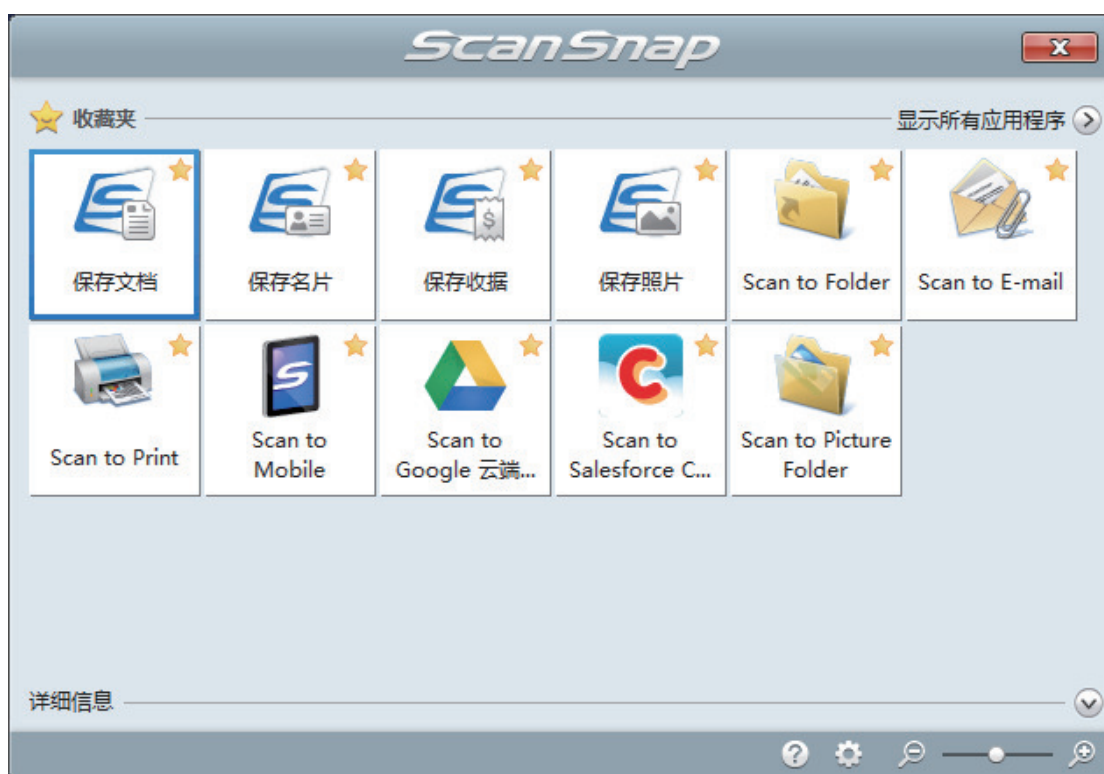 ScanSnap
收藏夹
显示所有应用程序
保存文档
保存名片
保存收据
保存照片
Scan to Folder
Scan to E-mail
Scan to Print
Scan to
Mobile
Scan to
Google 云端...
Scan to
Salesforce C...
Scan to Picture
Folder
详细信息